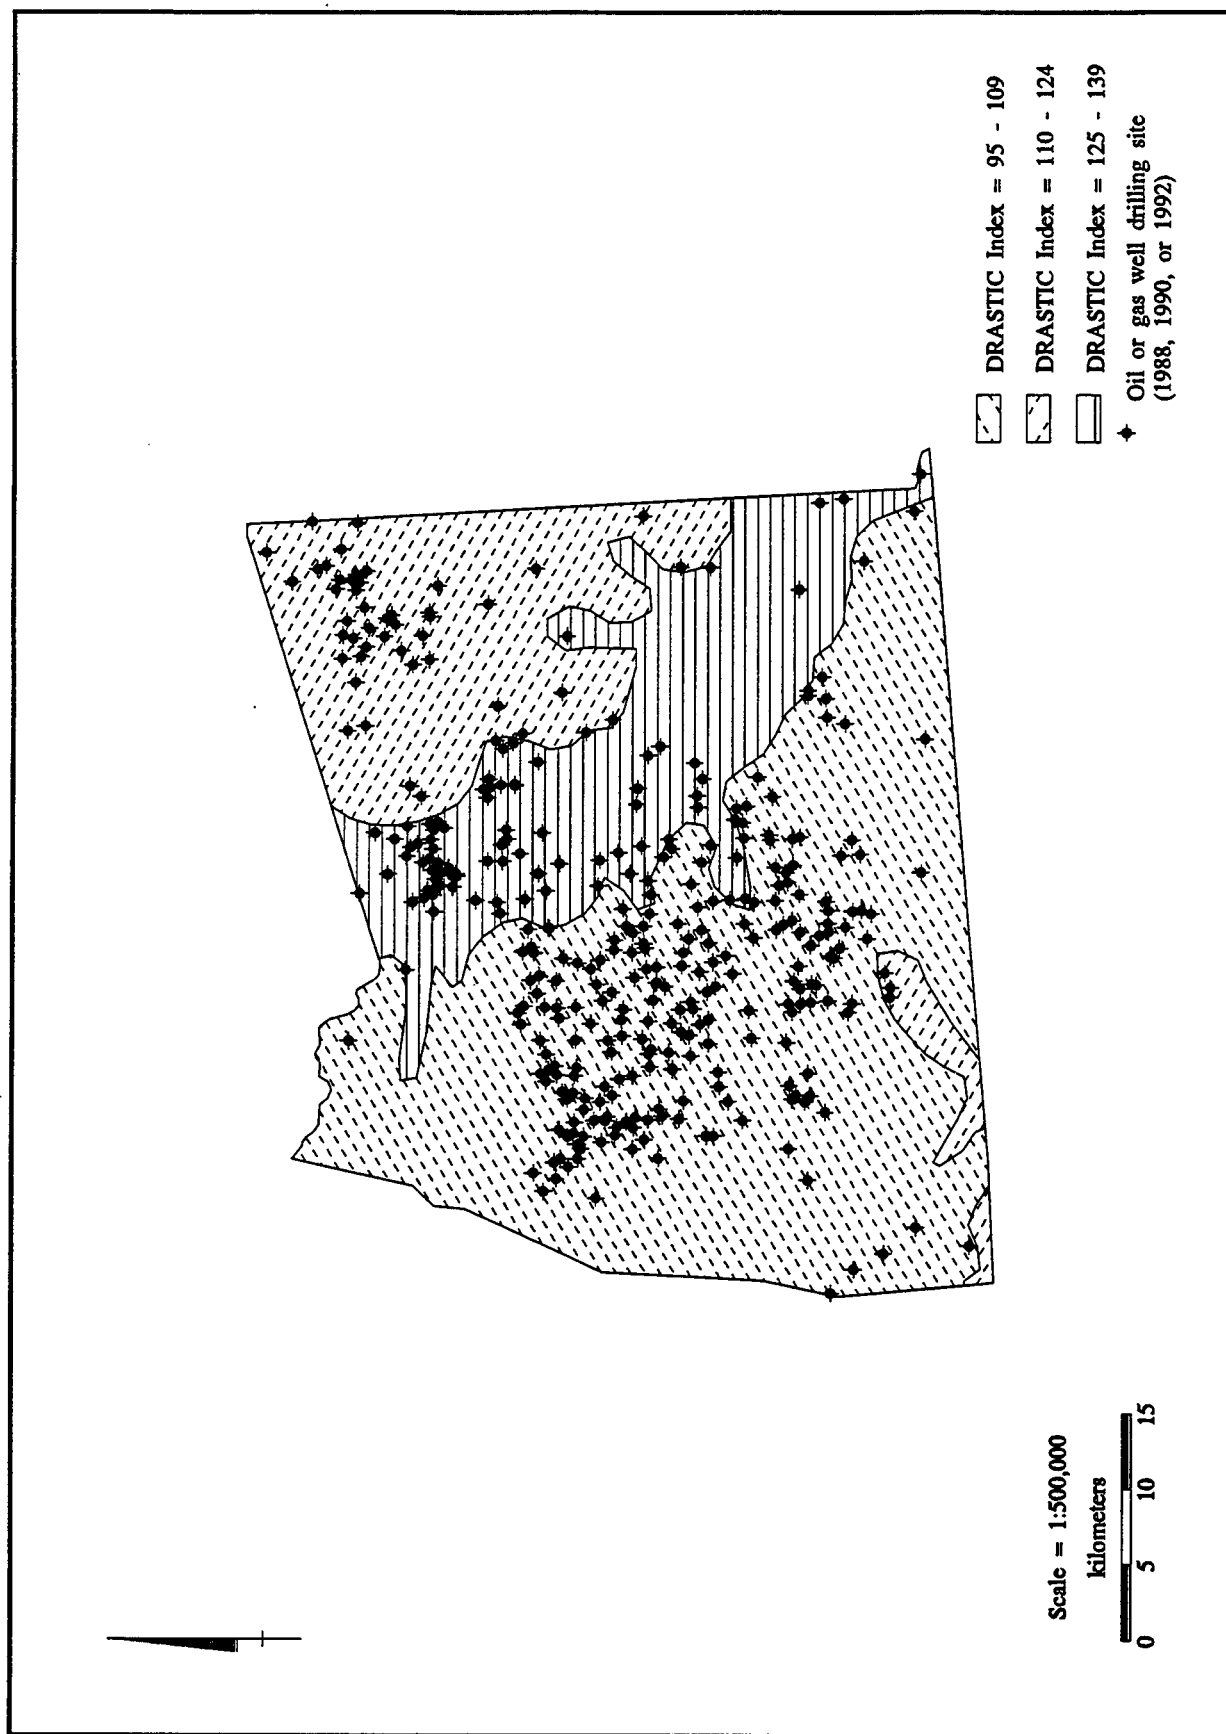 DRASTIC Index = 95 - 109
DRASTIC Index = 110 - 124
DRASTIC Index = 125 - 139
Oil or gas well drilling site
(1988, 1990, or 1992)
Scale = 1:500,000
kilometers
0 5 10 15